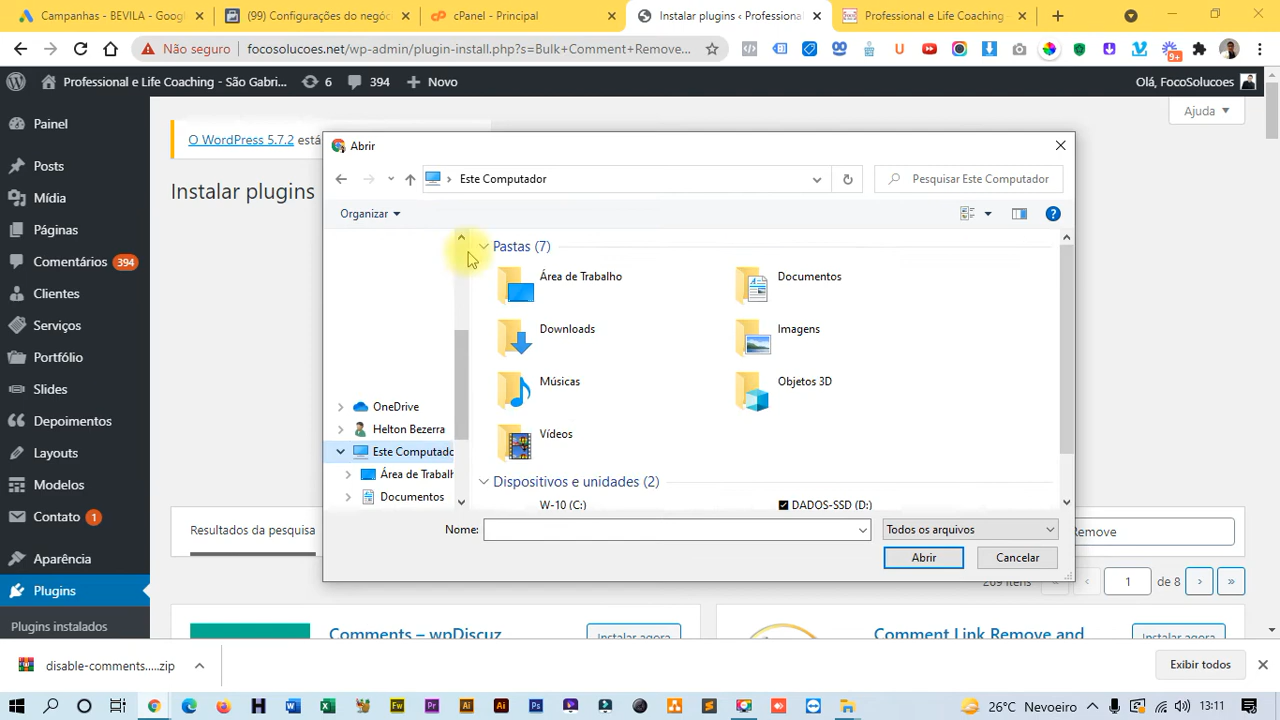 Campanhas - BEVILA - Goog
(99) Configurações do negóc
cPanel - Principal
Instalar plugins ‹ Professional
Professional e Life Coaching -
Não seguro
focosolucoes.net/wp-admin/plugin-install.php?s=Bulk+Comment+Remove...
9+
Professional e Life Coaching - São Gabri...
6
394
Novo
Olá, FocoSolucoes
Painel
Posts
Mídia
Páginas
Comentários 394
Clientes
Serviços
Portfólio
Slides
Depoimentos
Layouts
Modelos
Contato 1
Aparência
Plugins
Plugins instalados
Ajuda
O WordPress 5.7.2 está
Instalar plugins
Abrir
Este Computador
Pesquisar Este Computador
Organizar
OneDrive
Helton Bezerra
Este Computado
Área de Trabalh
Documentos
Pastas (7)
Área de Trabalho
Documentos
Downloads
Imagens
Músicas
Objetos 3D
Vídeos
Dispositivos e unidades (2)
W-10 (C:)
DADOS-SSD (D:)
Nome:
Todos os arquivos
Abrir
Cancelar
Resultados da pesquisa
Remove
269 itens
1
de 8
Comments – wpDiscuz
Instalar agora
Comment Link Remove and
Instalar agora
disable-comments.....zip
Exibir todos
26°C Nevoeiro
13:11